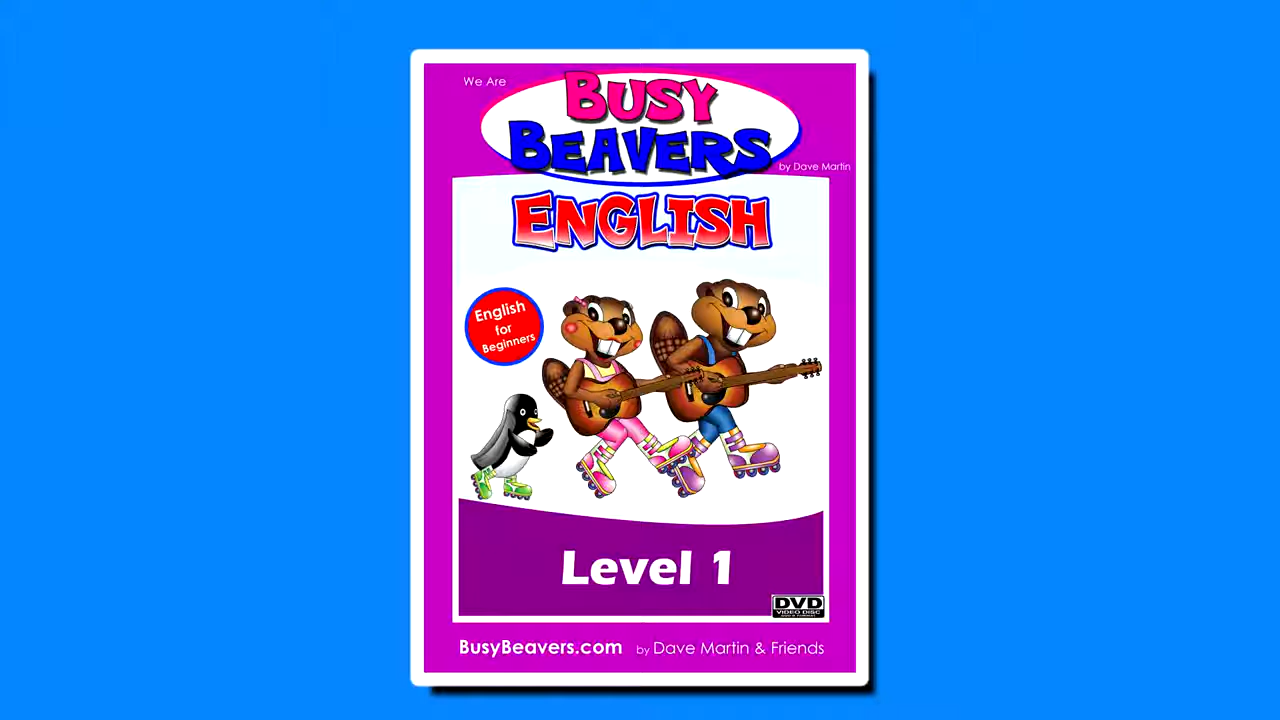 We Are
BUSY
BEAVERS
by Dave Martin
ENGLISH
English
for
Beginners
Level 1
DVD
VIDEO DISC
BusyBeavers.com by Dave Martin & Friends